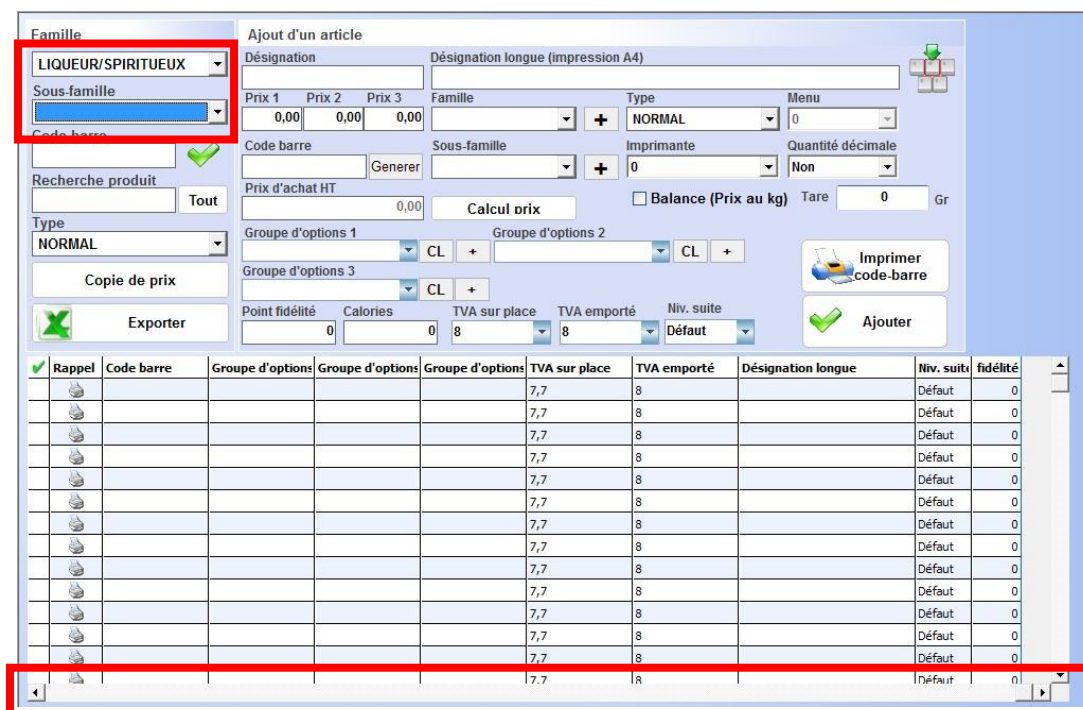 Famille
LIQUEUR/SPIRITUEUX
Sous-famille
Code barre
Recherche produit
Tout
Type
NORMAL
Copie de prix
Exporter
Ajout d'un article
Désignation Désignation longue (impression A4)
Prix 1 Prix 2 Prix 3 Famille Type Menu
0,00 0,00 0,00 + NORMAL 0
Code barre Sous-famille Imprimante Quantité décimale
Generer + 0 Non
Prix d'achat HT
0,00 Calcul prix Balance (Prix au kg) Tare 0 Gr
Groupe d'options 1 Groupe d'options 2
CL + CL +
Groupe d'options 3
CL +
Imprimer
code-barre
Point fidélité Calories TVA sur place TVA emporté Niv. suite
0 0 8 8 Défaut
Ajouter
Rappel Code barre Groupe d'options Groupe d'options Groupe d'options TVA sur place TVA emporté Désignation longue Niv. suite fidélité
7,7 8 Défaut 0
7,7 8 Défaut 0
7,7 8 Défaut 0
7,7 8 Défaut 0
7,7 8 Défaut 0
7,7 8 Défaut 0
7,7 8 Défaut 0
7,7 8 Défaut 0
7,7 8 Défaut 0
7,7 8 Défaut 0
7,7 8 Défaut 0
7,7 8 Défaut 0
7,7 8 Défaut 0
7,7 8 Défaut 0